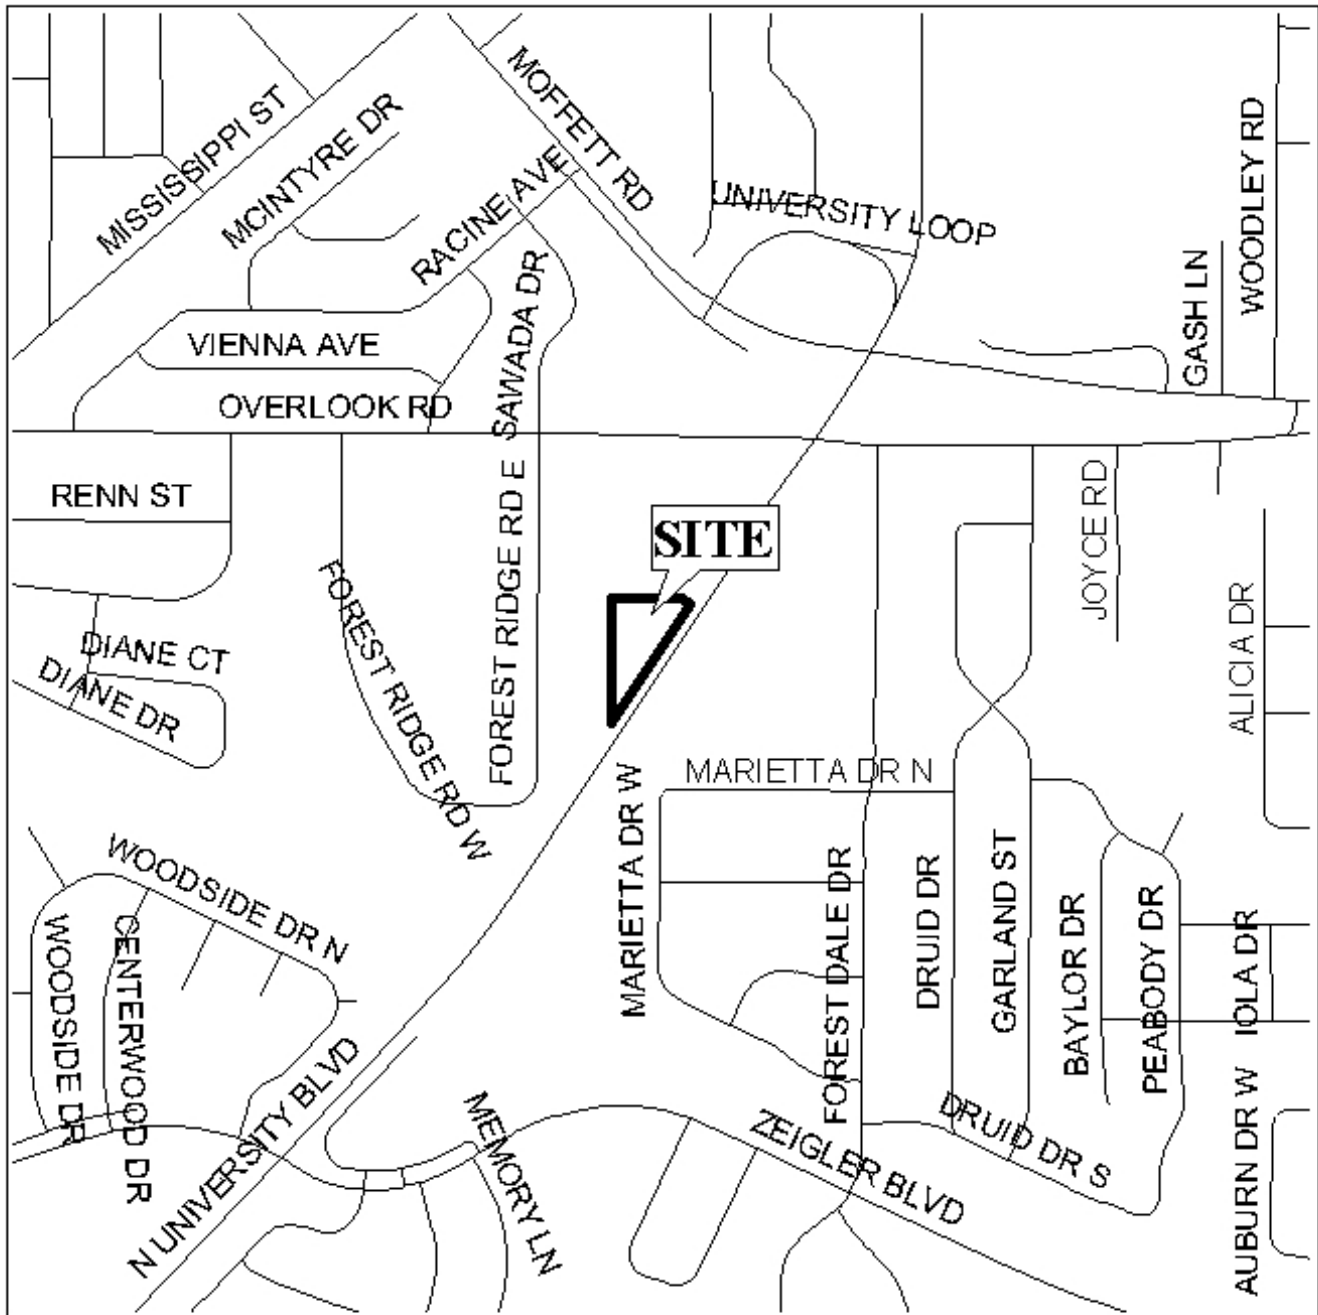 MOFFETT RD
MISSISSIPPI ST
MCINTYRE DR
RACINE AVE
UNIVERSITY LOOP
WOODLEY RD
GASH LN
SAWADA DR
VIENNA AVE
OVERLOOK RD
RENN ST
FOREST RIDGE RD E
SITE
JOYCE RD
ALICIA DR
DIANE CT
DIANE DR
FOREST RIDGE RD W
MARIETTA DR N
MARIETTA DR W
WOODSIDE DR N
WOODSIDE DR
CENTERWOOD DR
FOREST DALE DR
DRUID DR
GARLAND ST
BAYLOR DR
PEABODY DR
IOLA DR
N UNIVERSITY BLVD
MEMORY LN
ZEIGLER BLVD
DRUID DR S
AUBURN DR W